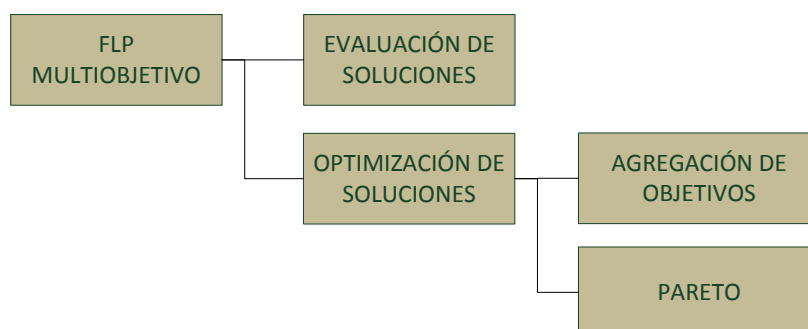 FLP
MULTIOBJETIVO
EVALUACIÓN DE
SOLUCIONES
OPTIMIZACIÓN DE
SOLUCIONES
AGREGACIÓN DE
OBJETIVOS
PARETO